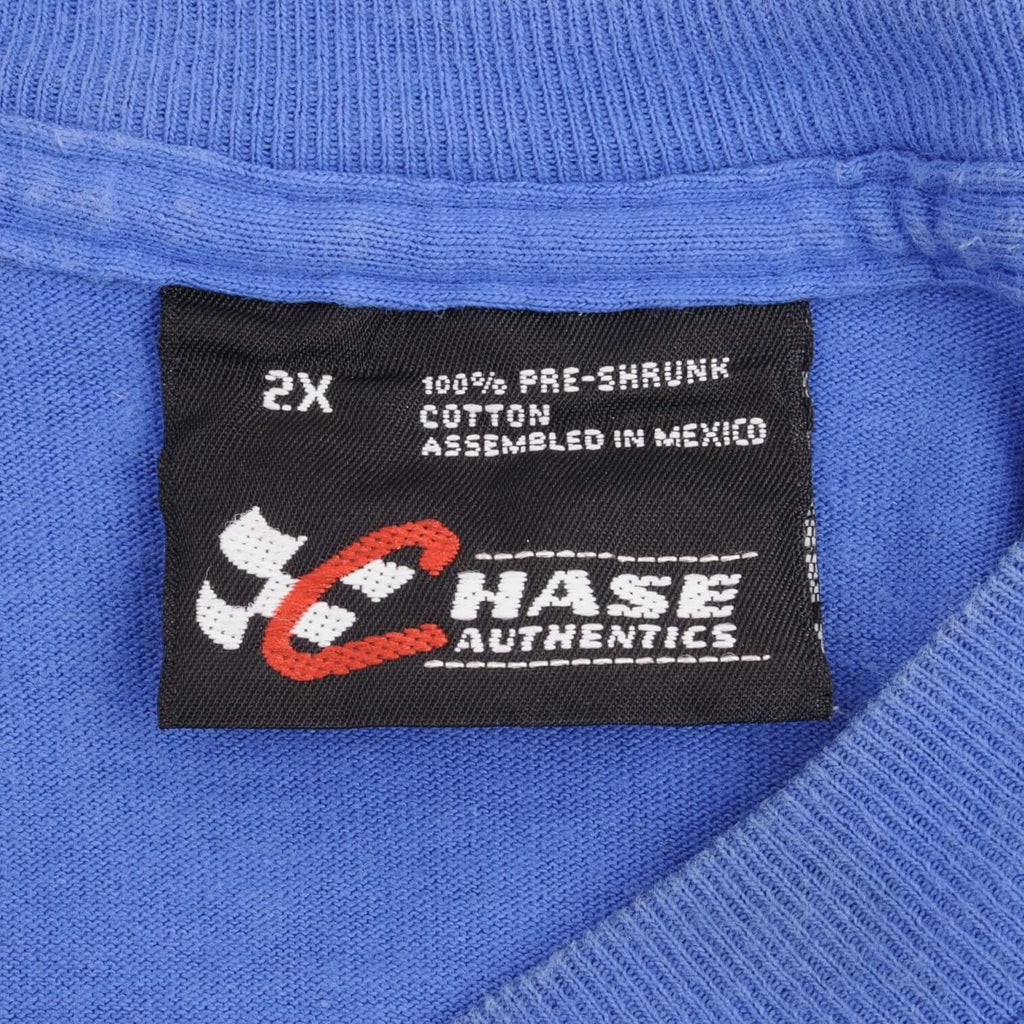 2X
100% PRE-SHRUNK
COTTON
ASSEMBLED IN MEXICO
CHASE
AUTHENTICS